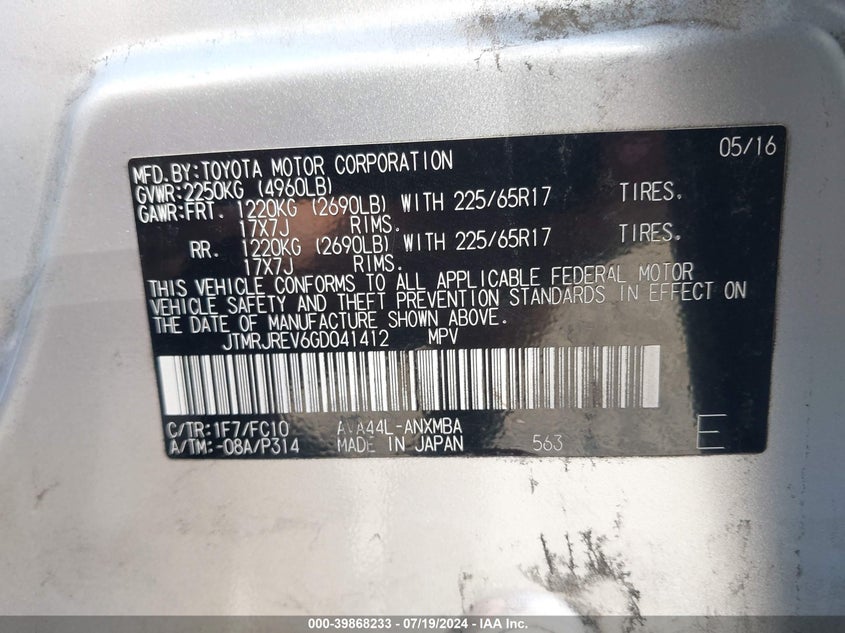 MFD.BY:TOYOTA MOTOR CORPORATION 05/16
GVWR:2250KG (4960LB)
GAWR:FRT. 1220KG (2690LB) WITH 225/65R17 TIRES.
17X7J RIMS.
RR. 1220KG (2690LB) WITH 225/65R17 TIRES.
17X7J RIMS.
THIS VEHICLE CONFORMS TO ALL APPLICABLE FEDERAL MOTOR
VEHICLE SAFETY AND THEFT PREVENTION STANDARDS IN EFFECT ON
THE DATE OF MANUFACTURE SHOWN ABOVE.
JTMRJREV6GD041412 MPV
C/TR:1F7/FC10 AVA44L-ANXMBA
A/TM:-08A/P314 MADE IN JAPAN 563 E
000-39868233 - 07/19/2024 - IAA Inc.